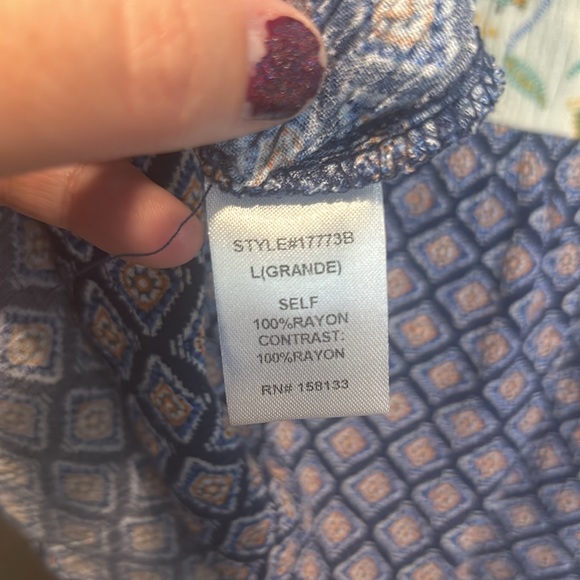 STYLE#17773B
L(GRANDE)
SELF
100%RAYON
CONTRAST:
100%RAYON
RN# 158133